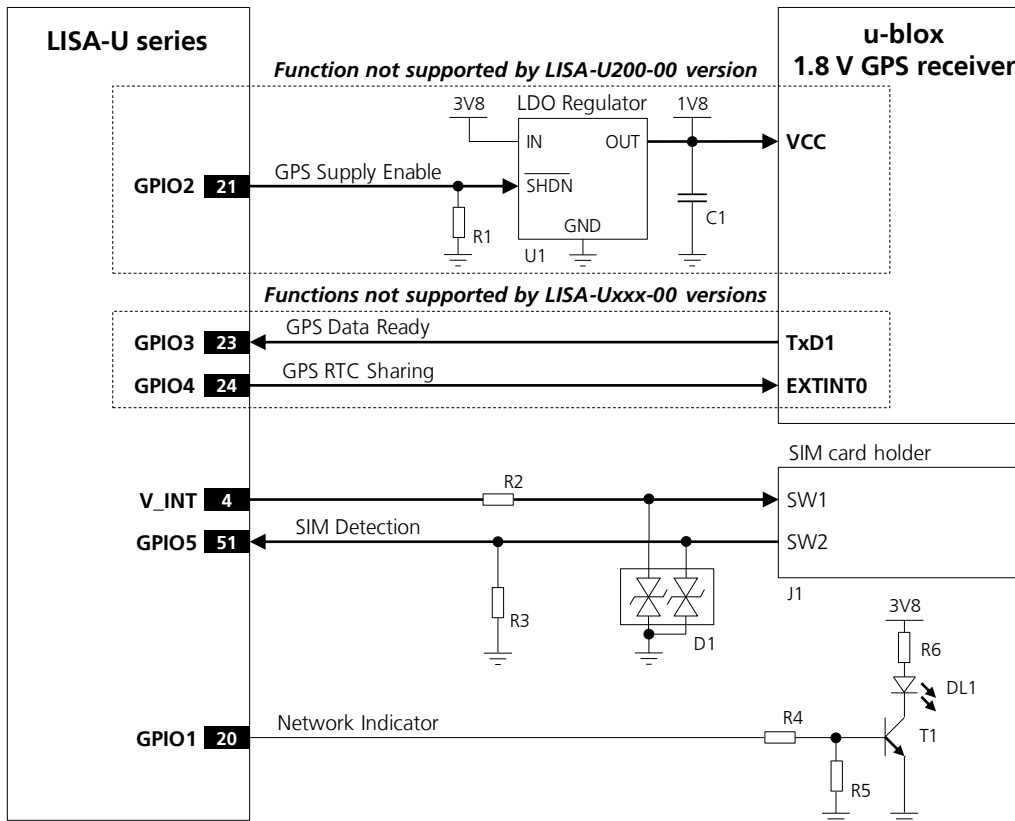 LISA-U series
u-blox
1.8 V GPS receiver
Function not supported by LISA-U200-00 version
3V8
LDO Regulator
1V8
IN
OUT
VCC
GPIO2 21
GPS Supply Enable
SHDN
R1
GND
U1
C1
Functions not supported by LISA-Uxxx-00 versions
GPIO3 23
GPS Data Ready
TxD1
GPIO4 24
GPS RTC Sharing
EXTINT0
SIM card holder
V_INT 4
R2
SW1
GPIO5 51
SIM Detection
SW2
R3
D1
J1
3V8
R6
DL1
GPIO1 20
Network Indicator
R4
T1
R5